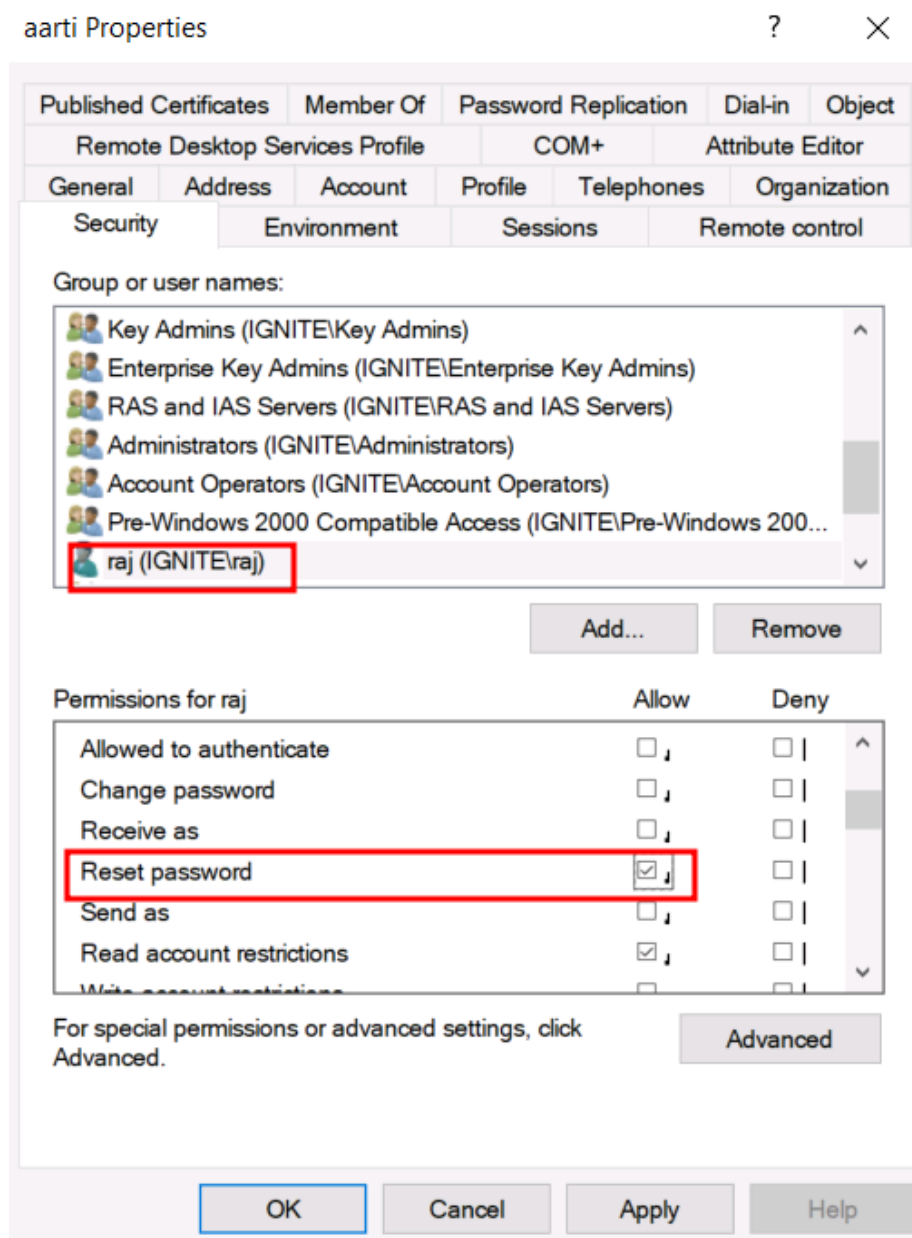 aarti Properties
?
Published Certificates Member Of Password Replication Dial-in Object
Remote Desktop Services Profile COM+ Attribute Editor
General Address Account Profile Telephones Organization
Security Environment Sessions Remote control
Group or user names:
Key Admins (IGNITE\Key Admins)
Enterprise Key Admins (IGNITE\Enterprise Key Admins)
RAS and IAS Servers (IGNITE\RAS and IAS Servers)
Administrators (IGNITE\Administrators)
Account Operators (IGNITE\Account Operators)
Pre-Windows 2000 Compatible Access (IGNITE\Pre-Windows 200...
raj (IGNITE\raj)
Add... Remove
Permissions for raj Allow Deny
Allowed to authenticate
Change password
Receive as
Reset password
Send as
Read account restrictions
Write account restrictions
For special permissions or advanced settings, click
Advanced.
Advanced
OK Cancel Apply Help